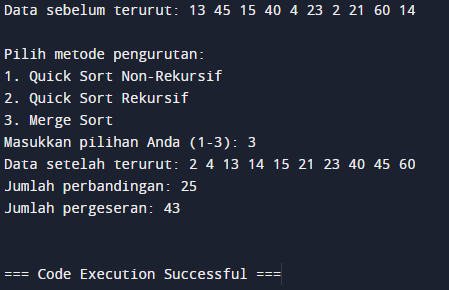 Data sebelum terurut: 13 45 15 40 4 23 2 21 60 14
Pilih metode pengurutan:
1. Quick Sort Non-Rekursif
2. Quick Sort Rekursif
3. Merge Sort
Masukkan pilihan Anda (1-3): 3
Data setelah terurut: 2 4 13 14 15 21 23 40 45 60
Jumlah perbandingan: 25
Jumlah pergeseran: 43
=== Code Execution Successful ===